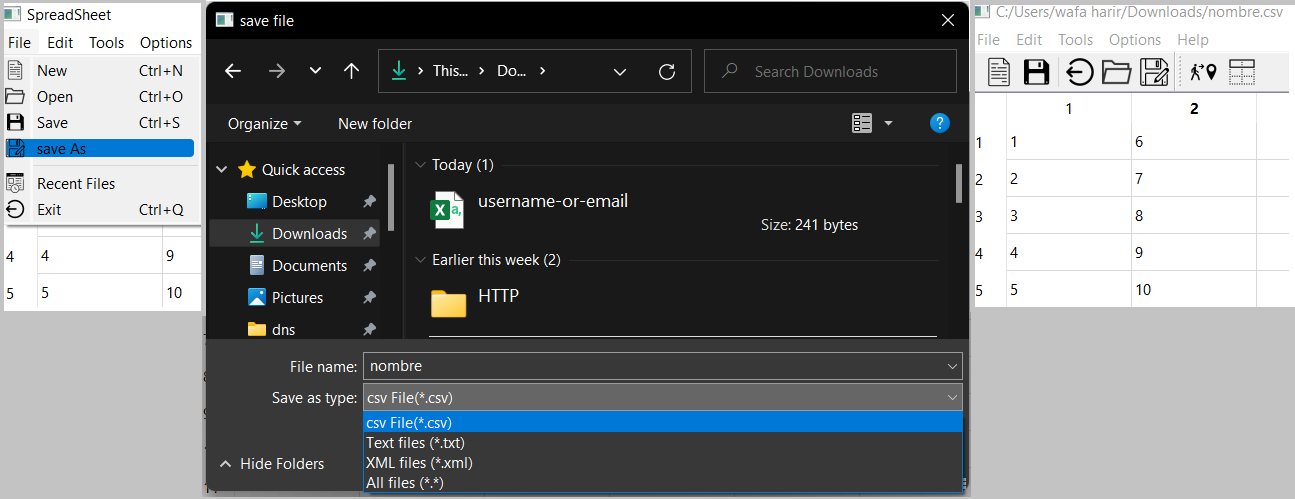 SpreadSheet
File Edit Tools Options
New Ctrl+N
Open Ctrl+O
Save Ctrl+S
save As
Recent Files
Exit Ctrl+Q
4 4 9
5 5 10
save file
This... Do...
Search Downloads
Organize New folder
Quick access
Desktop
Downloads
Documents
Pictures
dns
Today (1)
username-or-email
Size: 241 bytes
Earlier this week (2)
HTTP
File name: nombre
Save as type: csv File(*.csv)
csv File(*.csv)
Text files (*.txt)
XML files (*.xml)
All files (*.*)
Hide Folders
C:/Users/wafa harir/Downloads/nombre.csv
File Edit Tools Options Help
1 2
1 1 6
2 2 7
3 3 8
4 4 9
5 5 10